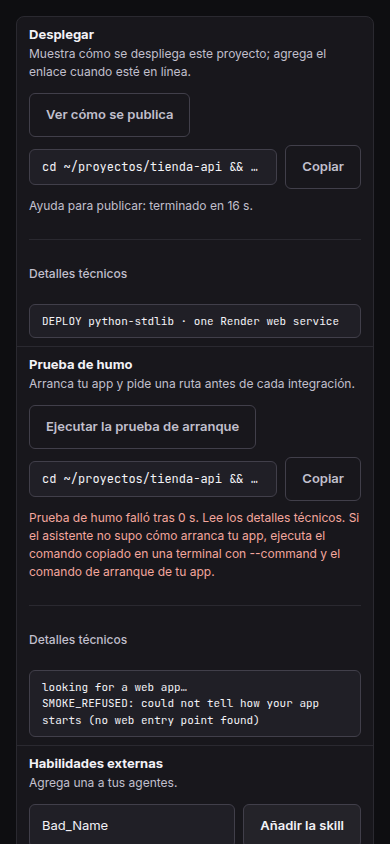 Desplegar
Muestra cómo se despliega este proyecto; agrega el
enlace cuando esté en línea.
Ver cómo se publica
cd ~/proyectos/tienda-api && …
Copiar
Ayuda para publicar: terminado en 16 s.
Detalles técnicos
DEPLOY python-stdlib · one Render web service
Prueba de humo
Arranca tu app y pide una ruta antes de cada integración.
Ejecutar la prueba de arranque
cd ~/proyectos/tienda-api && …
Copiar
Prueba de humo falló tras 0 s. Lee los detalles técnicos. Si
el asistente no supo cómo arranca tu app, ejecuta el
comando copiado en una terminal con --command y el
comando de arranque de tu app.
Detalles técnicos
looking for a web app…
SMOKE_REFUSED: could not tell how your app
starts (no web entry point found)
Habilidades externas
Agrega una a tus agentes.
Bad_Name
Añadir la skill